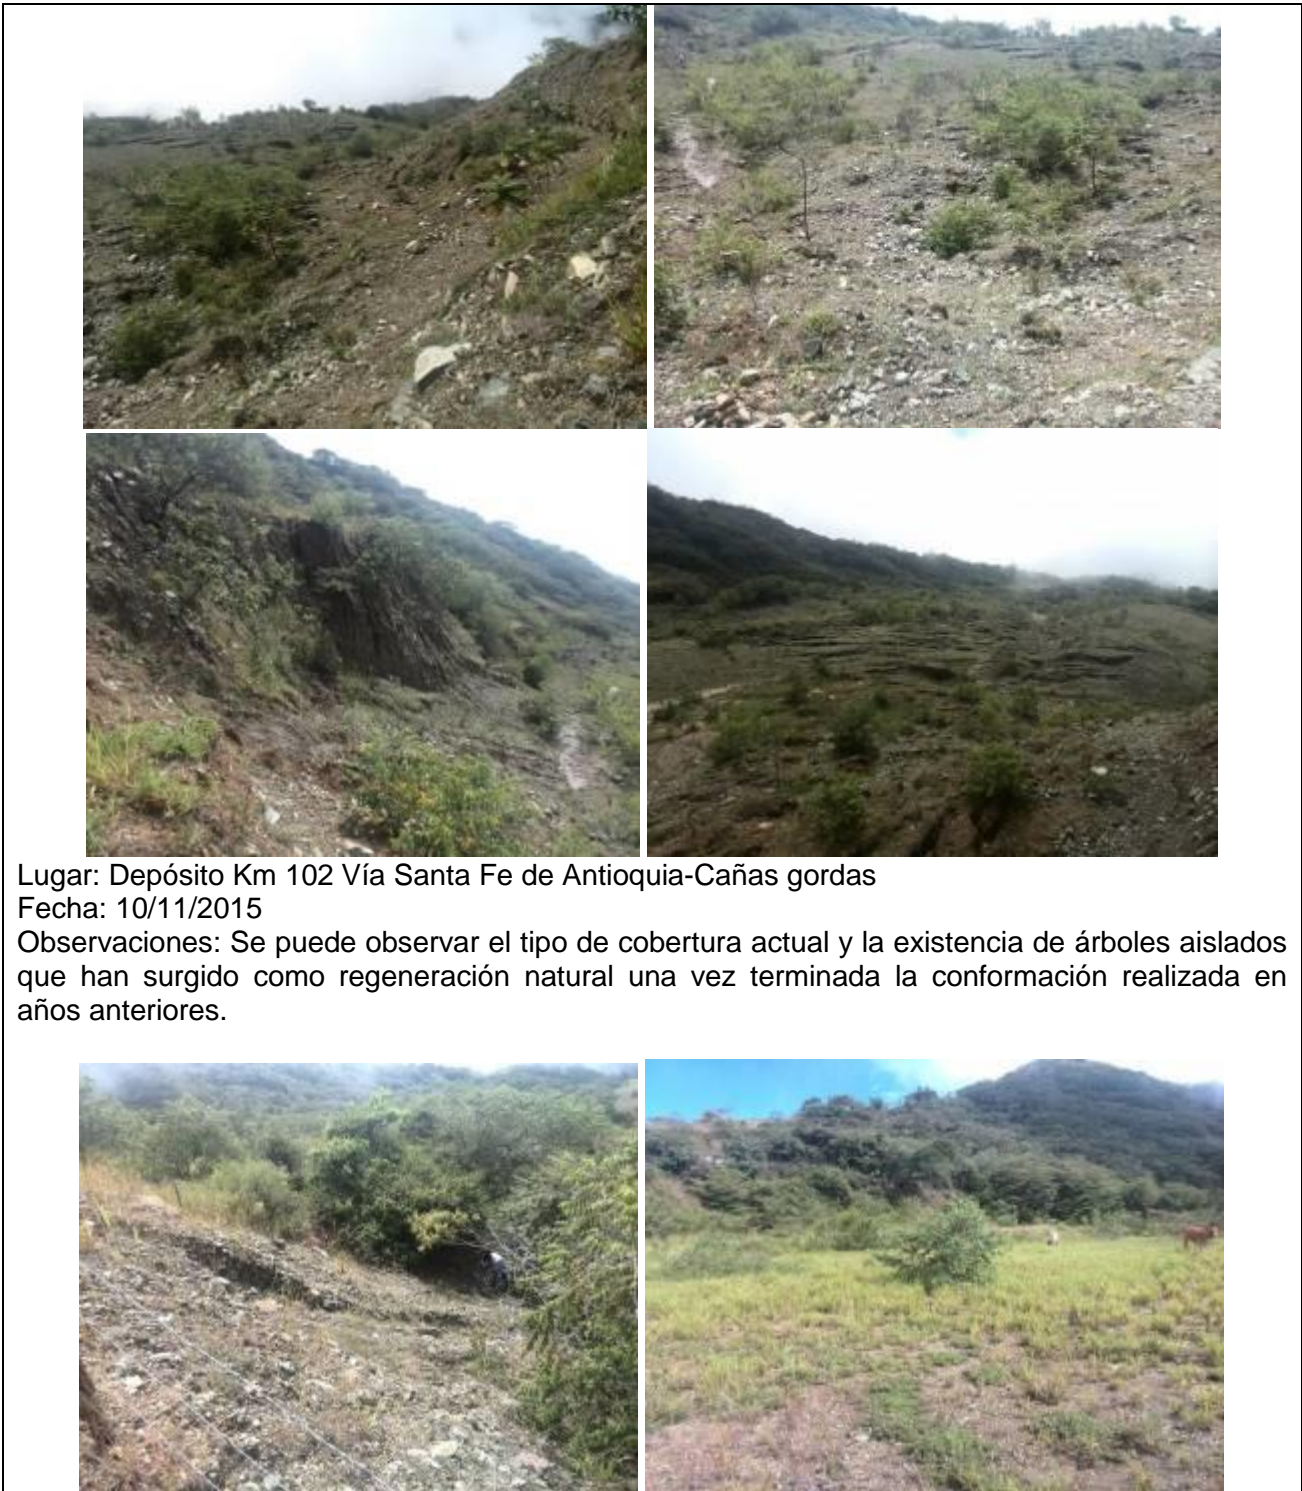 Lugar: Depósito Km 102 Vía Santa Fe de Antioquia-Cañas gordas
Fecha: 10/11/2015
Observaciones: Se puede observar el tipo de cobertura actual y la existencia de árboles aislados
que han surgido como regeneración natural una vez terminada la conformación realizada en
años anteriores.